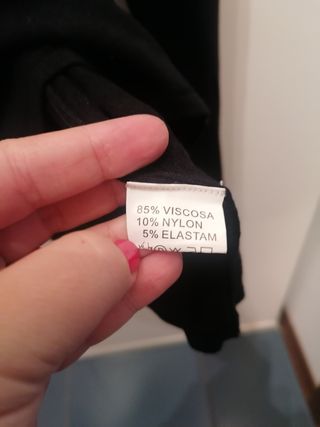 85% VISCOSA
10% NYLON
5% ELASTAM